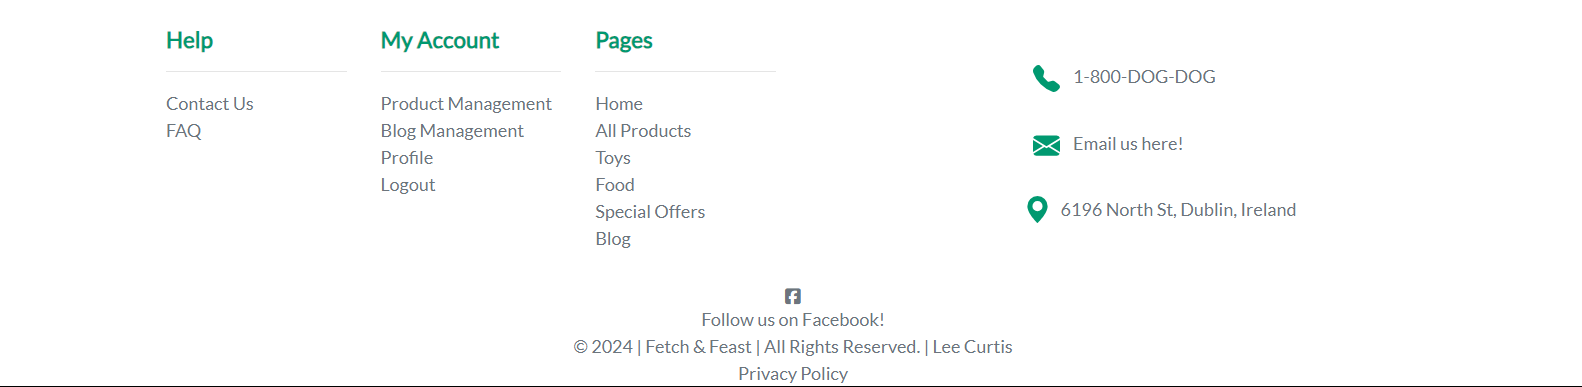 Help
Contact Us
FAQ
My Account
Product Management
Blog Management
Profile
Logout
Pages
Home
All Products
Toys
Food
Special Offers
Blog
1-800-DOG-DOG
Email us here!
6196 North St, Dublin, Ireland
Follow us on Facebook!
© 2024 | Fetch & Feast | All Rights Reserved. | Lee Curtis
Privacy Policy